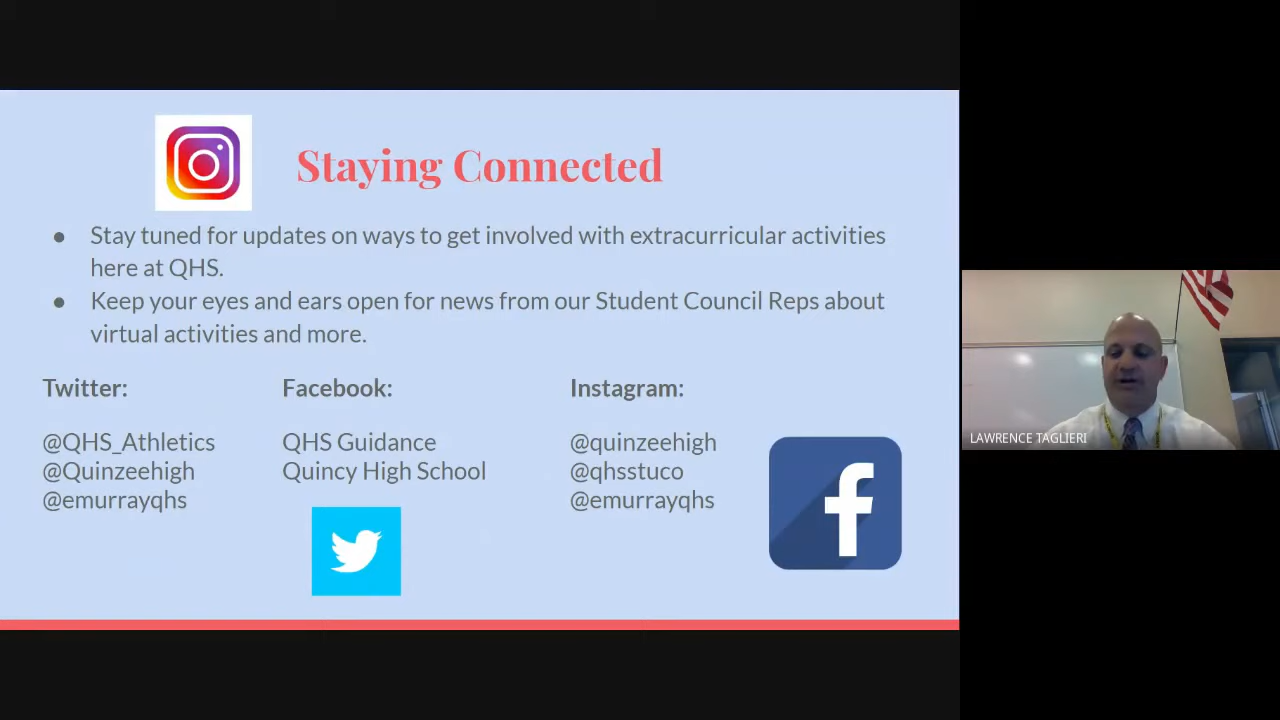 Staying Connected
● Stay tuned for updates on ways to get involved with extracurricular activities
here at QHS.
● Keep your eyes and ears open for news from our Student Council Reps about
virtual activities and more.
Twitter:
@QHS_Athletics
@Quinzeehigh
@emurrayqhs
Facebook:
QHS Guidance
Quincy High School
Instagram:
@quinzeehigh
@qhsstuco
@emurrayqhs
LAWRENCE TAGLIERI